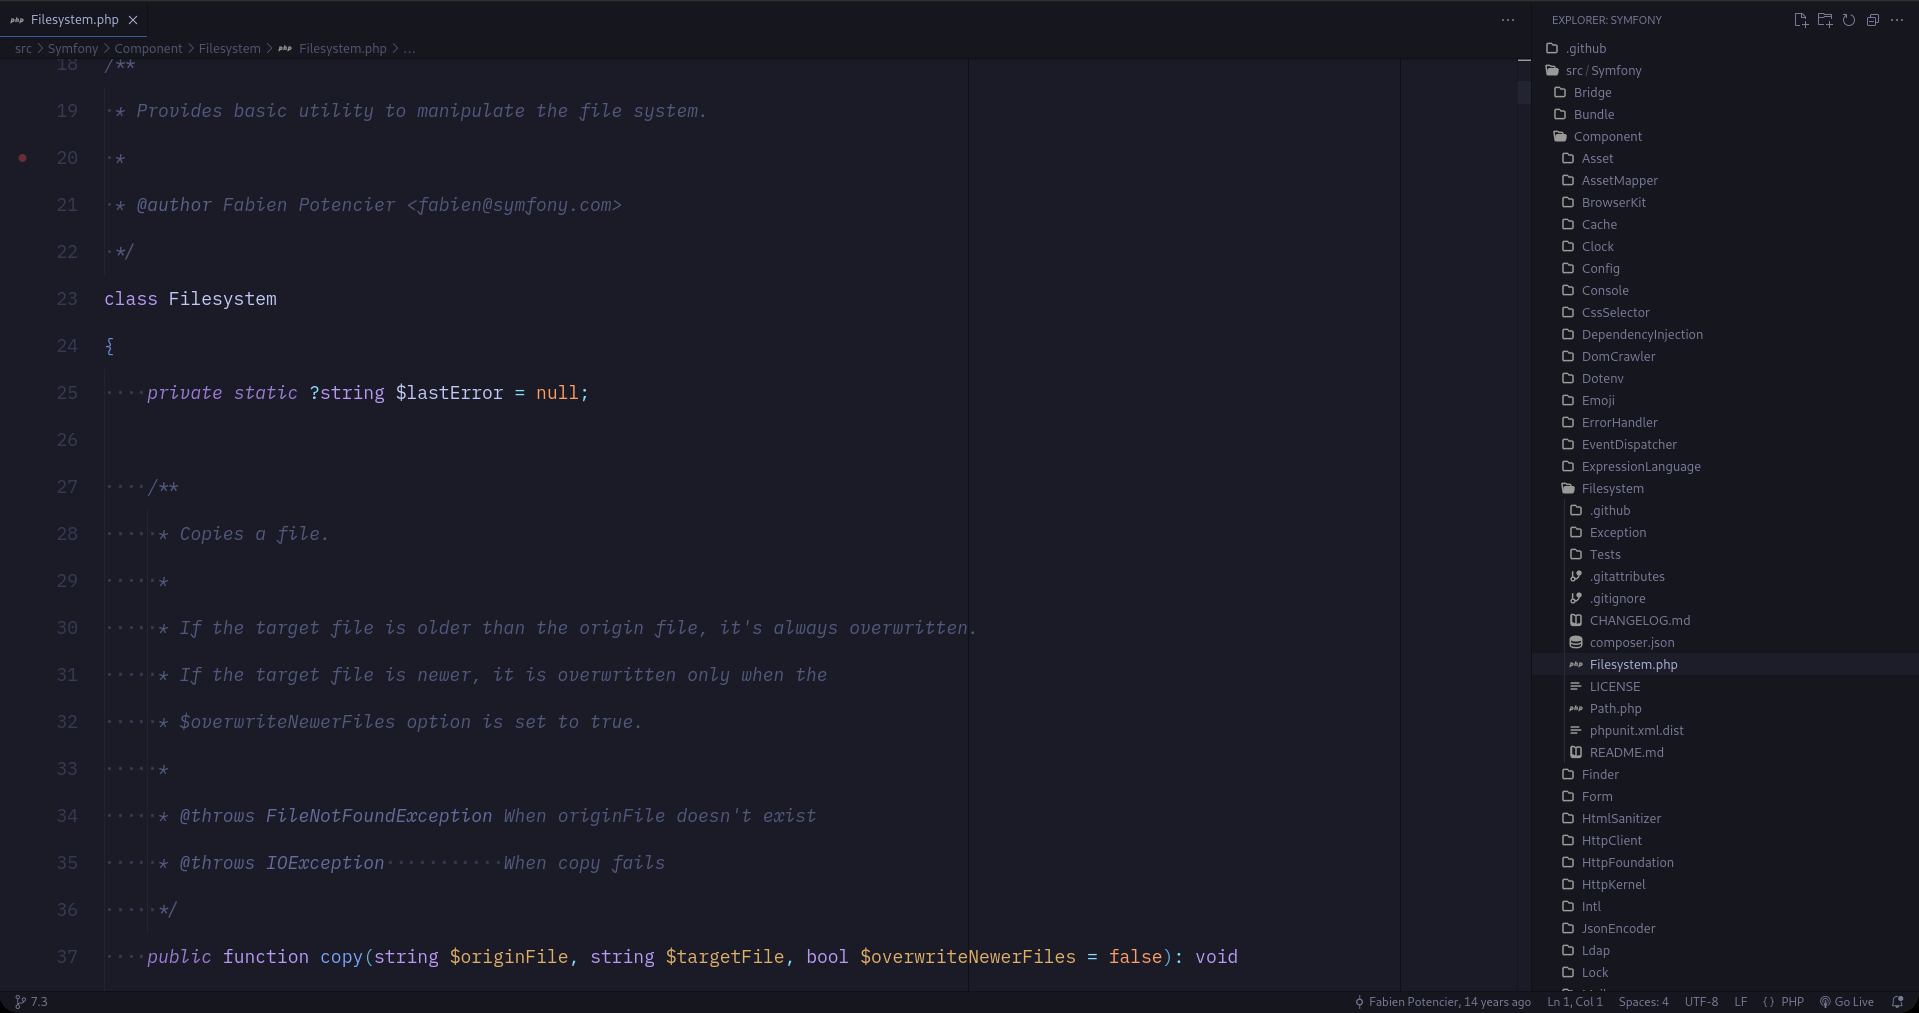 Filesystem.php
EXPLORER: SYMFONY
src > Symfony > Component > Filesystem > php Filesystem.php > ...
18 /**
19 * Provides basic utility to manipulate the file system.
20 *
21 * @author Fabien Potencier <fabien@symfony.com>
22 */
23 class Filesystem
24 {
25 private static ?string $lastError = null;
26
27 /**
28 * Copies a file.
29 *
30 * If the target file is older than the origin file, it's always overwritten.
31 * If the target file is newer, it is overwritten only when the
32 * $overwriteNewerFiles option is set to true.
33 *
34 * @throws FileNotFoundException When originFile doesn't exist
35 * @throws IOException When copy fails
36 */
37 public function copy(string $originFile, string $targetFile, bool $overwriteNewerFiles = false): void
.github
src / Symfony
Bridge
Bundle
Component
Asset
AssetMapper
BrowserKit
Cache
Clock
Config
Console
CssSelector
DependencyInjection
DomCrawler
Dotenv
Emoji
ErrorHandler
EventDispatcher
ExpressionLanguage
Filesystem
.github
Exception
Tests
.gitattributes
.gitignore
CHANGELOG.md
composer.json
php Filesystem.php
LICENSE
php Path.php
phpunit.xml.dist
README.md
Finder
Form
HtmlSanitizer
HttpClient
HttpFoundation
HttpKernel
Intl
JsonEncoder
Ldap
Lock
7.3
Fabien Potencier, 14 years ago
Ln 1, Col 1
Spaces: 4
UTF-8
LF
{} PHP
Go Live